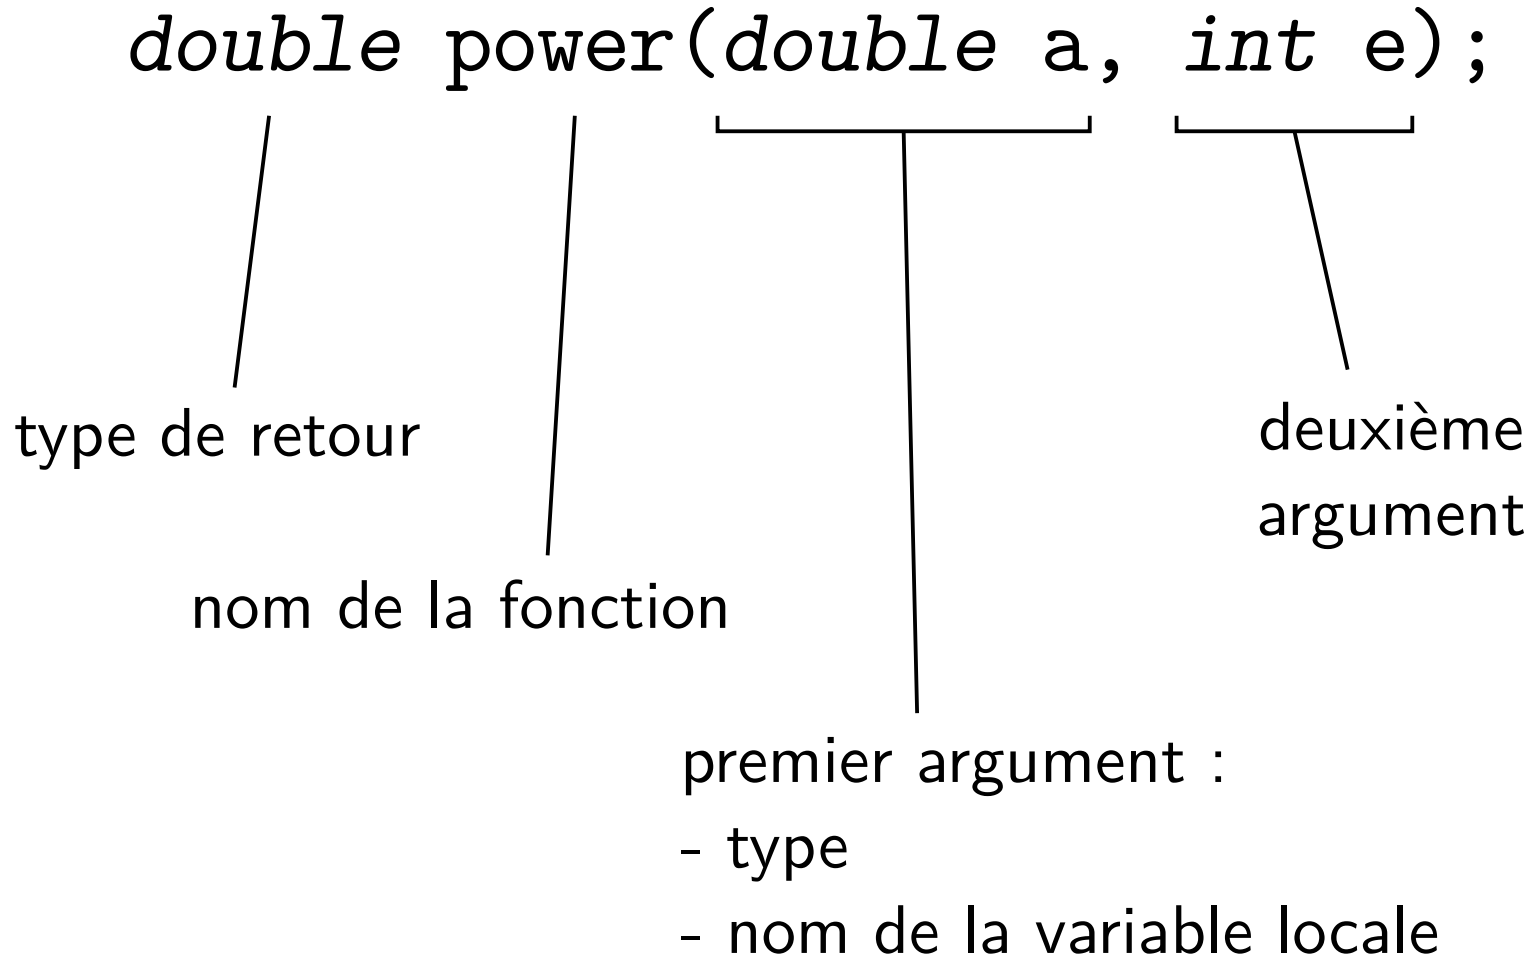 double power(double a, int e);
type de retour
deuxième
argument
nom de la fonction
premier argument :
- type
- nom de la variable locale